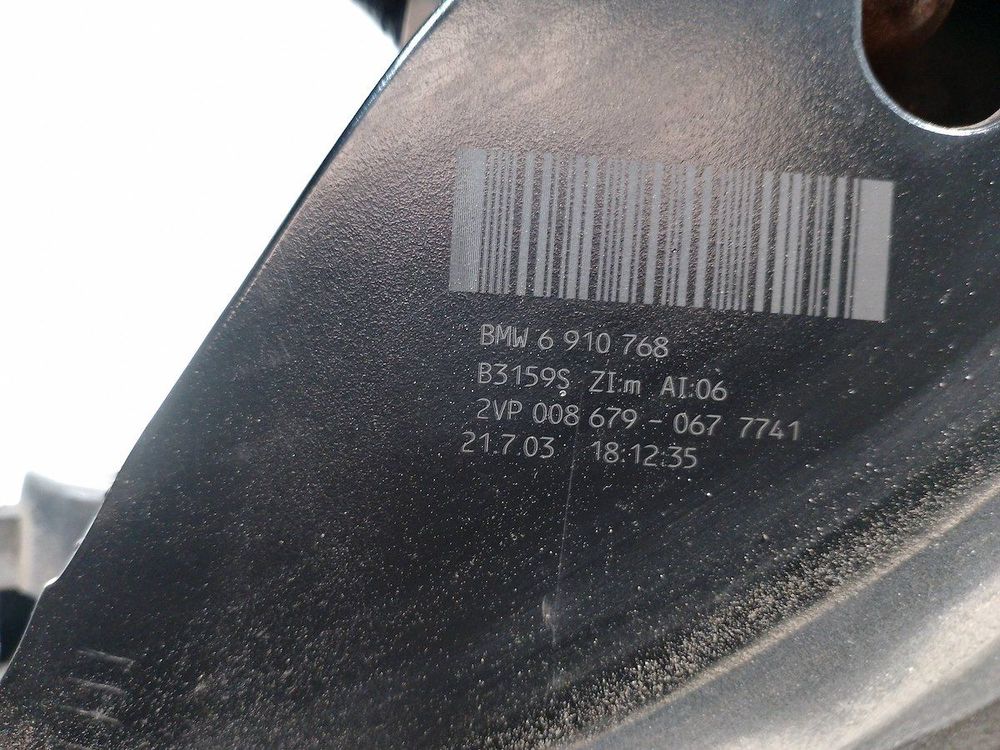 BMW 6 910 768
B3159S ZI:m AI:06
2VP 008 679 - 067 7741
21.7.03 18:12:35